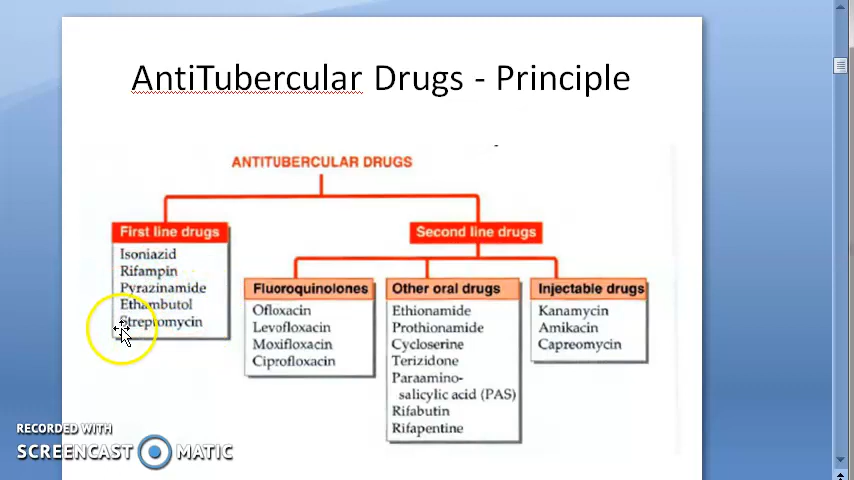 AntiTubercular Drugs - Principle
ANTITUBERCULAR DRUGS
First line drugs
Isoniazid
Rifampin
Pyrazinamide
Ethambutol
Streptomycin
Second line drugs
Fluoroquinolones
Ofloxacin
Levofloxacin
Moxifloxacin
Ciprofloxacin
Other oral drugs
Ethionamide
Prothionamide
Cycloserine
Terizidone
Paraamino-
salicylic acid (PAS)
Rifabutin
Rifapentine
Injectable drugs
Kanamycin
Amikacin
Capreomycin
RECORDED WITH
SCREENCAST MATIC